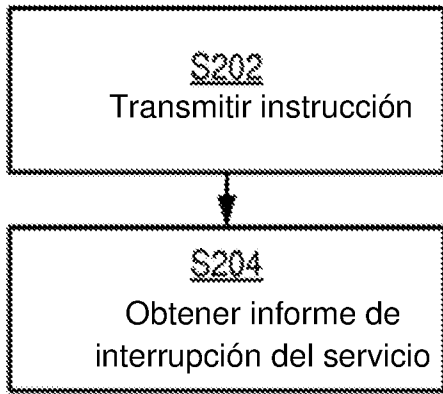 S202
Transmitir instrucción
S204
Obtener informe de
interrupción del servicio